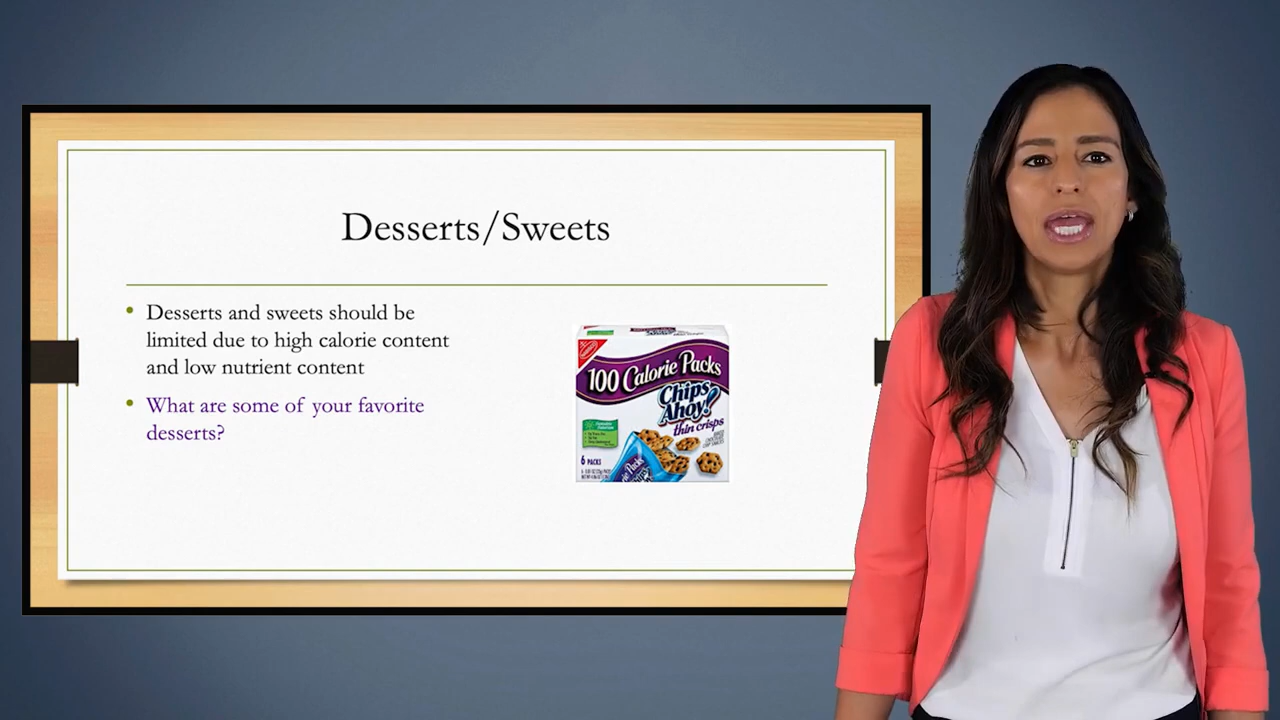 Desserts/Sweets
Desserts and sweets should be
limited due to high calorie content
and low nutrient content
What are some of your favorite
desserts?
100 Calorie Packs
Chips
Ahoy!
thin crisps
6 PACKS